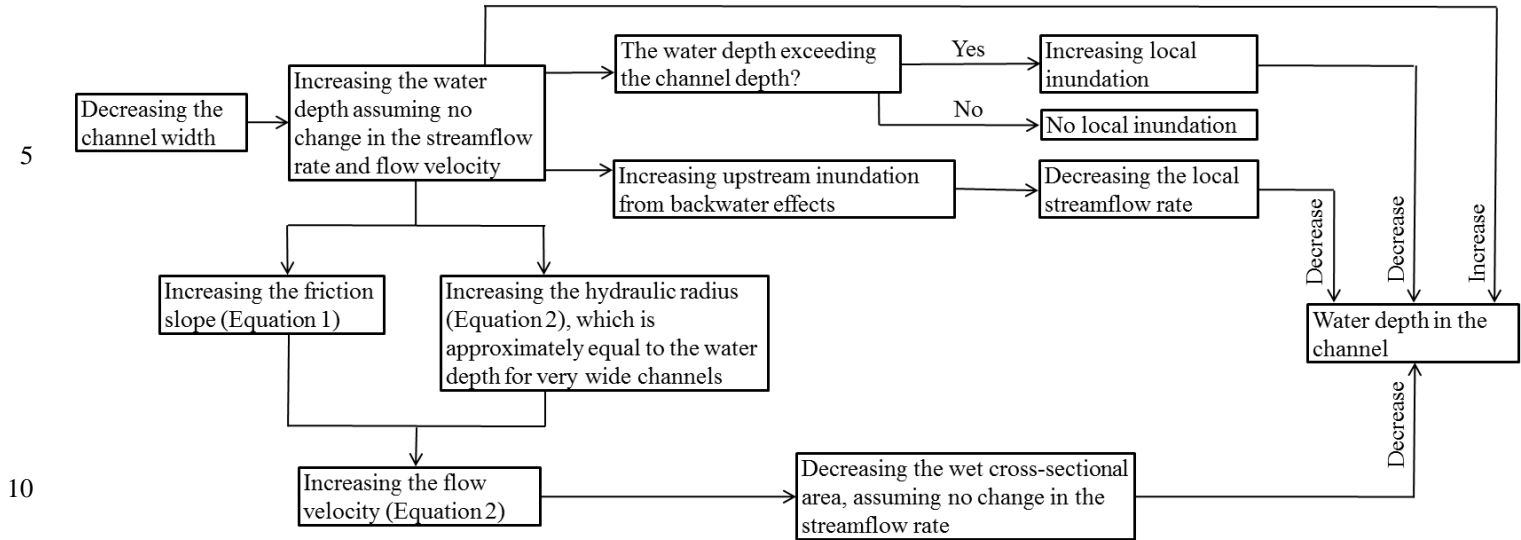 The water depth exceeding
the channel depth?
Yes
Increasing local
inundation
Increasing the water
depth assuming no
change in the streamflow
rate and flow velocity
Decreasing the
channel width
No
No local inundation
5
Increasing upstream inundation
from backwater effects
Decreasing the local
streamflow rate
Decrease
Decrease
Increase
Increasing the friction
slope (Equation 1)
Increasing the hydraulic radius
(Equation 2), which is
approximately equal to the water
depth for very wide channels
Water depth in the
channel
Decrease
10
Increasing the flow
velocity (Equation 2)
Decreasing the wet cross-sectional
area, assuming no change in the
streamflow rate